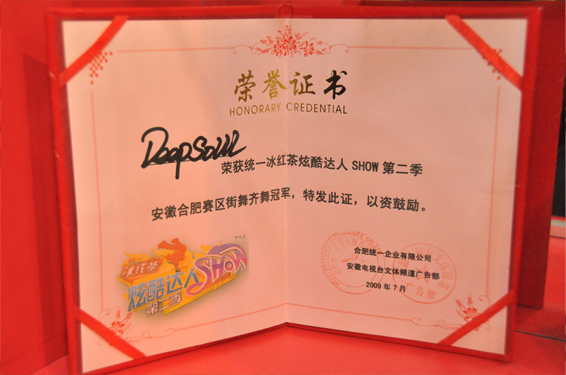 荣誉证书
HONORARY CREDENTIAL
DeepSoul 荣获统一冰红茶炫酷达人 SHOW 第二季
安徽合肥赛区街舞齐舞冠军，特发此证，以资鼓励。
冰红茶
炫酷达人SHOW
第二季
合肥统一企业有限公司
安徽电视台文体频道广告部
2009 年 7 月
广告部